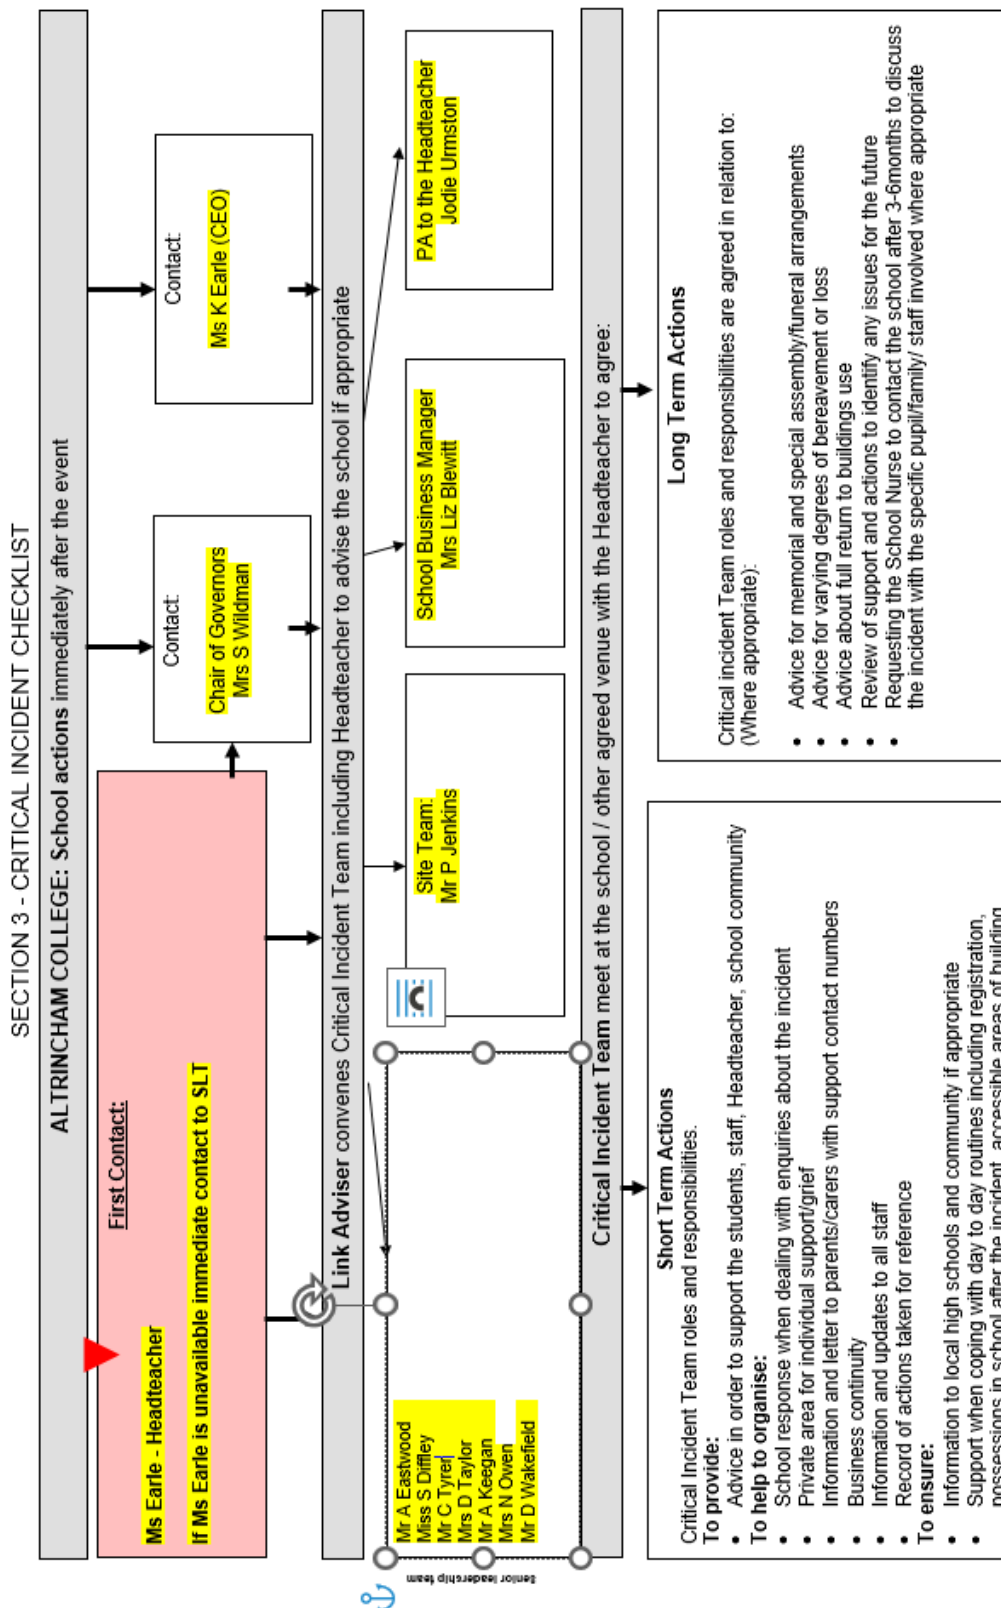 SECTION 3 - CRITICAL INCIDENT CHECKLIST
ALTRINCHAM COLLEGE: School actions immediately after the event
First Contact:
Ms Earle - Headteacher
If Ms Earle is unavailable immediate contact to SLT
Contact:
Chair of Governors
Mrs S Wildman
Contact:
Ms K Earle (CEO)
Link Adviser convenes Critical Incident Team including Headteacher to advise the school if appropriate
Senior leadership team
Mr A Eastwood
Miss S Diffley
Mr C Tyrer
Mrs D Taylor
Mr A Keegan
Mrs N Owen
Mr D Wakefield
Site Team:
Mr P Jenkins
School Business Manager
Mrs Liz Blewitt
PA to the Headteacher
Jodie Urmston
Critical Incident Team meet at the school / other agreed venue with the Headteacher to agree:
Short Term Actions
Critical Incident Team roles and responsibilities.
To provide:
• Advice in order to support the students, staff, Headteacher, school community
To help to organise:
• School response when dealing with enquiries about the incident
• Private area for individual support/grief
• Information and letter to parents/carers with support contact numbers
• Business continuity
• Information and updates to all staff
• Record of actions taken for reference
To ensure:
• Information to local high schools and community if appropriate
• Support when coping with day to day routines including registration,
possessions in school after the incident, accessible areas of building
Long Term Actions
Critical incident Team roles and responsibilities are agreed in relation to:
(Where appropriate):
• Advice for memorial and special assembly/funeral arrangements
• Advice for varying degrees of bereavement or loss
• Advice about full return to buildings use
• Review of support and actions to identify any issues for the future
• Requesting the School Nurse to contact the school after 3-6months to discuss
the incident with the specific pupil/family/ staff involved where appropriate